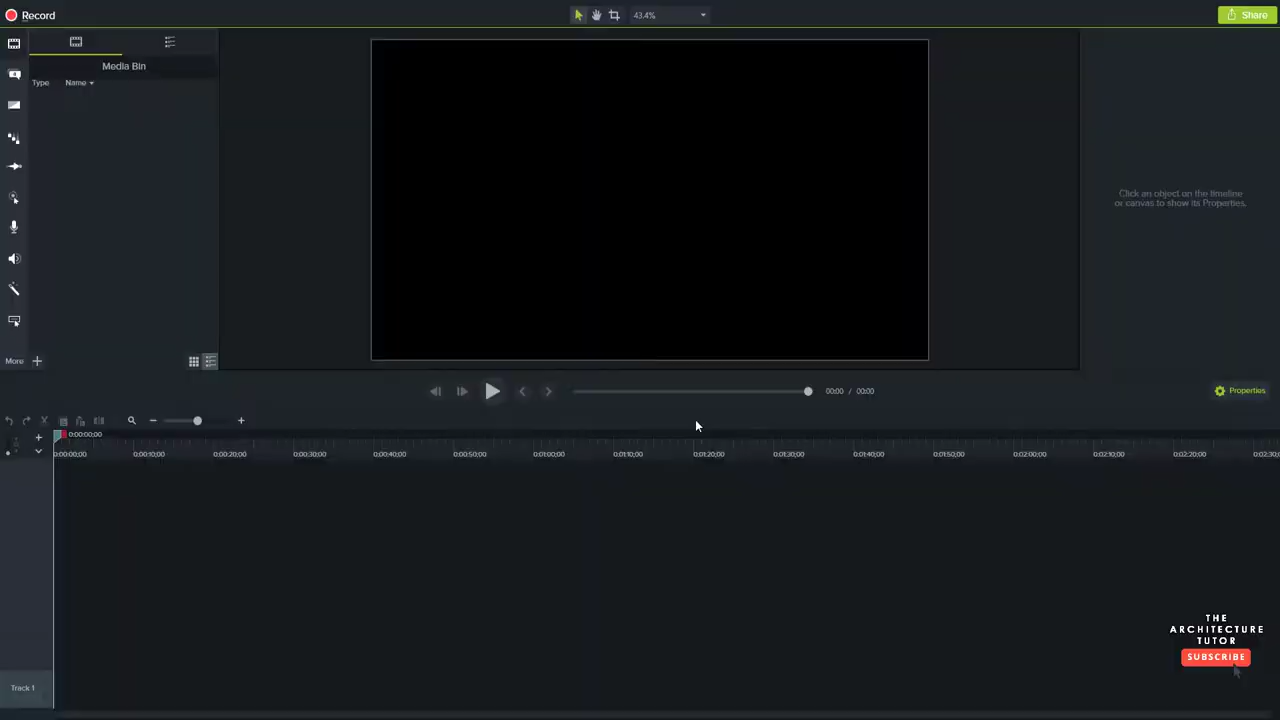 Record
43.4%
Share
Media Bin
Type
Name
Click an object on the timeline
or canvas to show its Properties.
More
00:00 / 00:00
Properties
0:00:00;00
0:00:00;00
0:00:10;00
0:00:20;00
0:00:30;00
0:00:40;00
0:00:50;00
0:01:00;00
0:01:10;00
0:01:20;00
0:01:30;00
0:01:40;00
0:01:50;00
0:02:00;00
0:02:10;00
0:02:20;00
0:02:30;
THE
ARCHITECTURE
TUTOR
SUBSCRIBE
Track 1